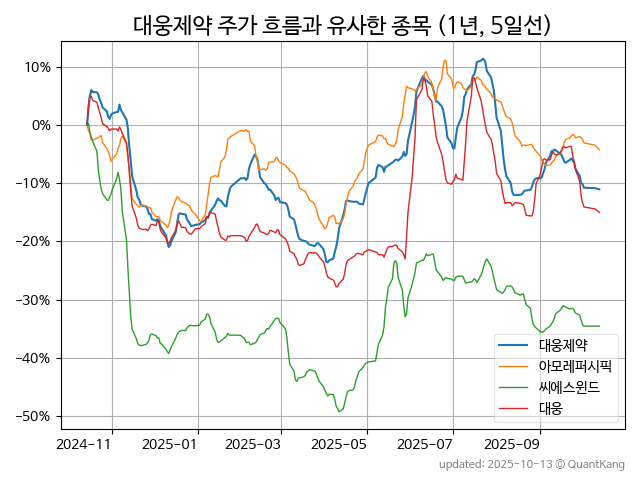 대웅제약 주가 흐름과 유사한 종목 (1년, 5일선)
10%
0%
−10%
−20%
−30%
−40%
−50%
2024-11 2025-01 2025-03 2025-05 2025-07 2025-09
대웅제약
아모레퍼시픽
씨에스윈드
대웅
updated: 2025-10-13 © QuantKang